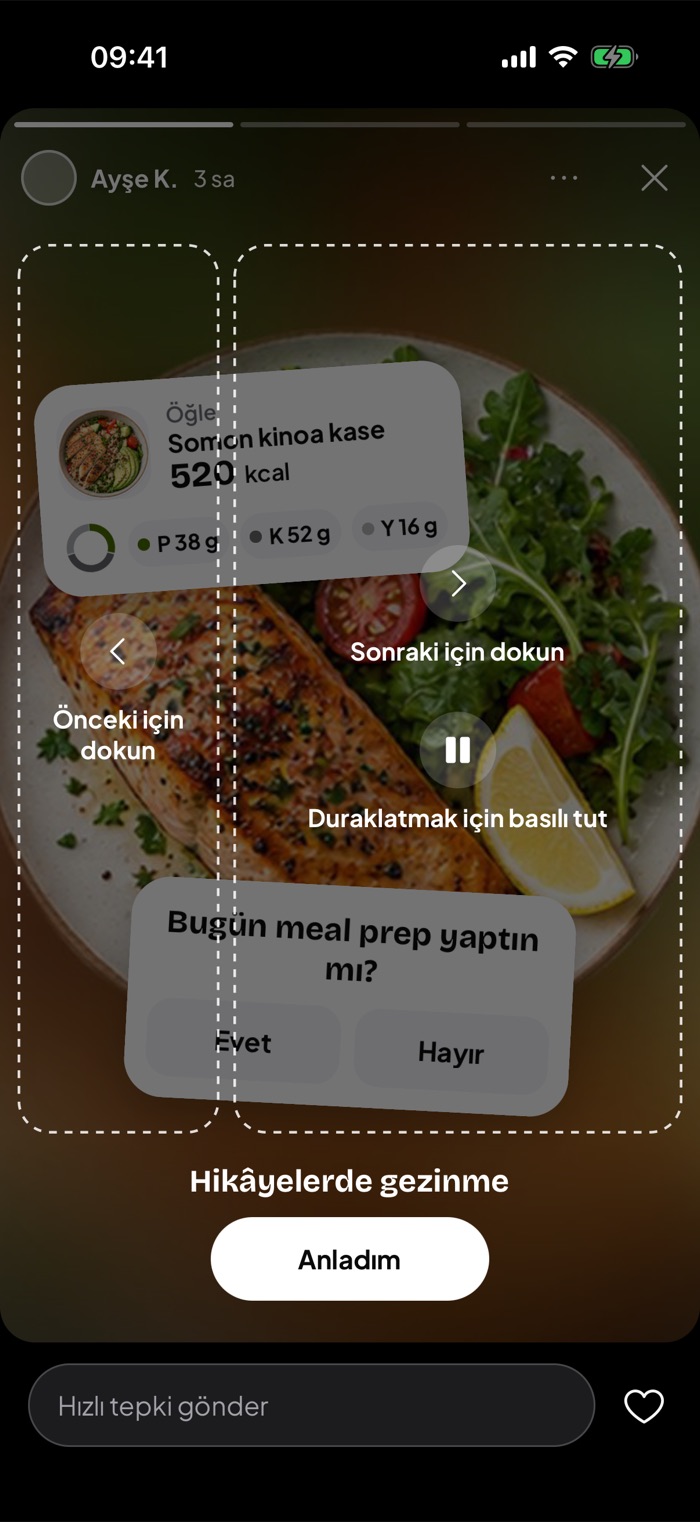 09:41
Ayşe K. 3 sa
Öğle
Somon kinoa kase
520 kcal
P 38 g K 52 g Y 16 g
Sonraki için dokun
Önceki için
dokun
Duraklatmak için basılı tut
Bugün meal prep yaptın
mı?
Evet Hayır
Hikâyelerde gezinme
Anladım
Hızlı tepki gönder